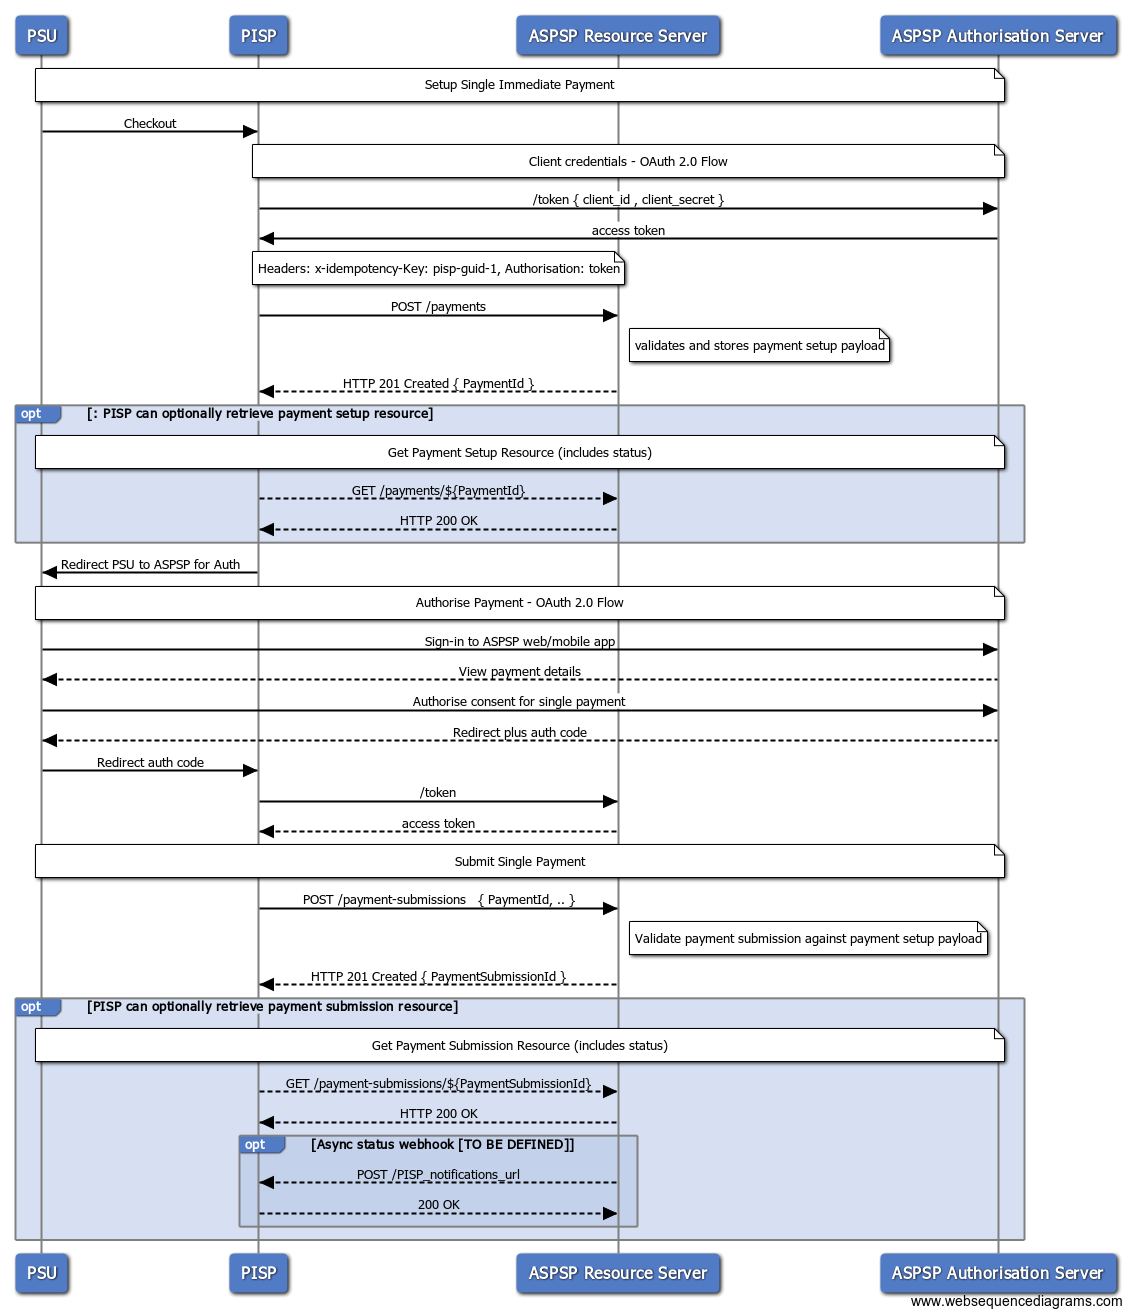 PSU PISP ASPSP Resource Server ASPSP Authorisation Server
Setup Single Immediate Payment
Checkout
Client credentials - OAuth 2.0 Flow
/token { client_id , client_secret }
access token
Headers: x-idempotency-Key: pisp-guid-1, Authorisation: token
POST /payments
validates and stores payment setup payload
HTTP 201 Created { PaymentId }
opt [: PISP can optionally retrieve payment setup resource]
Get Payment Setup Resource (includes status)
GET /payments/${PaymentId}
HTTP 200 OK
Redirect PSU to ASPSP for Auth
Authorise Payment - OAuth 2.0 Flow
Sign-in to ASPSP web/mobile app
View payment details
Authorise consent for single payment
Redirect plus auth code
Redirect auth code
/token
access token
Submit Single Payment
POST /payment-submissions { PaymentId, .. }
Validate payment submission against payment setup payload
HTTP 201 Created { PaymentSubmissionId }
opt [PISP can optionally retrieve payment submission resource]
Get Payment Submission Resource (includes status)
GET /payment-submissions/${PaymentSubmissionId}
HTTP 200 OK
opt [Async status webhook [TO BE DEFINED]]
POST /PISP_notifications_url
200 OK
PSU PISP ASPSP Resource Server ASPSP Authorisation Server
www.websequencediagrams.com